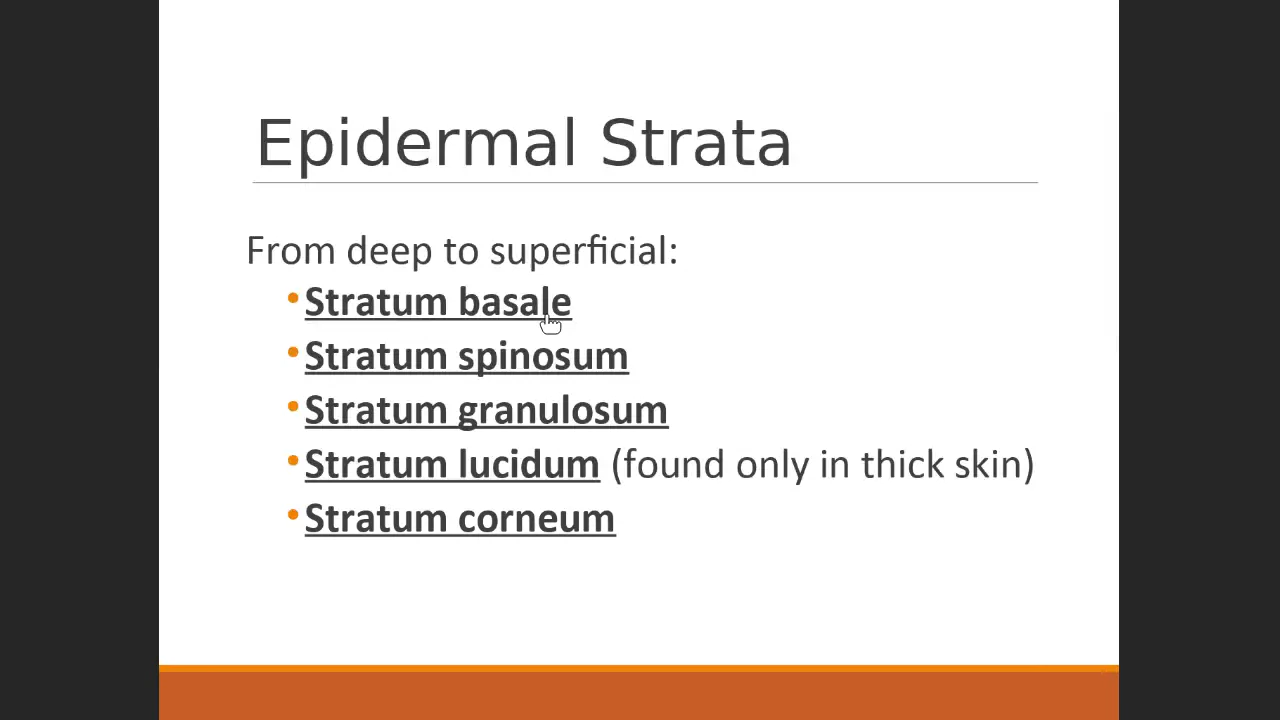 Epidermal Strata
From deep to superficial:
•Stratum basale
•Stratum spinosum
•Stratum granulosum
•Stratum lucidum (found only in thick skin)
•Stratum corneum